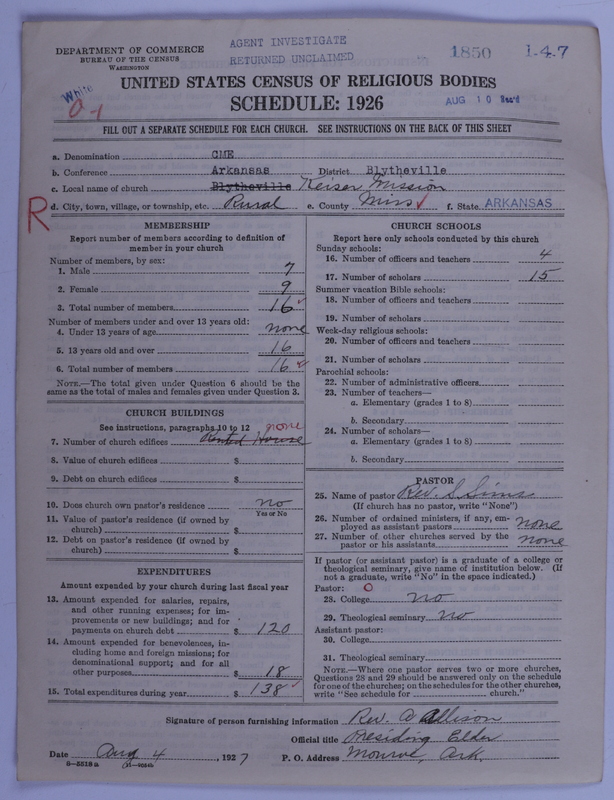 DEPARTMENT OF COMMERCE
BUREAU OF THE CENSUS
WASHINGTON
AGENT INVESTIGATE
RETURNED UNCLAIMED
1850 1-4-7
UNITED STATES CENSUS OF RELIGIOUS BODIES
SCHEDULE: 1926
White
AUG 10 Rec'd
FILL OUT A SEPARATE SCHEDULE FOR EACH CHURCH. SEE INSTRUCTIONS ON THE BACK OF THIS SHEET
a. Denomination CME
b. Conference Arkansas District Blytheville
c. Local name of church Blytheville Keiser Mission
R
d. City, town, village, or township, etc. Rural e. County Miss f. State ARKANSAS
MEMBERSHIP
Report number of members according to definition of
member in your church
Number of members, by sex:
1. Male 7
2. Female 9
3. Total number of members 16
Number of members under and over 13 years old:
4. Under 13 years of age none
5. 13 years old and over 16
6. Total number of members 16
NOTE.—The total given under Question 6 should be the
same as the total of males and females given under Question 3.
CHURCH BUILDINGS
See instructions, paragraphs 10 to 12 none
7. Number of church edifices Rented House
8. Value of church edifices $
9. Debt on church edifices $
10. Does church own pastor's residence no
Yes or No
11. Value of pastor's residence (if owned by
church) $
12. Debt on pastor's residence (if owned by
church) $
EXPENDITURES
Amount expended by your church during last fiscal year
13. Amount expended for salaries, repairs,
and other running expenses; for im-
provements or new buildings; and for
payments on church debt $ 120
14. Amount expended for benevolences, in-
cluding home and foreign missions; for
denominational support; and for all
other purposes $ 18
15. Total expenditures during year $ 138
CHURCH SCHOOLS
Report here only schools conducted by this church
Sunday schools:
16. Number of officers and teachers 4
17. Number of scholars 15
Summer vacation Bible schools:
18. Number of officers and teachers
19. Number of scholars
Week-day religious schools:
20. Number of officers and teachers
21. Number of scholars
Parochial schools:
22. Number of administrative officers
23. Number of teachers—
a. Elementary (grades 1 to 8)
b. Secondary
24. Number of scholars—
a. Elementary (grades 1 to 8)
b. Secondary
PASTOR
25. Name of pastor Rev. S. Sims
(If church has no pastor, write "None")
26. Number of ordained ministers, if any, em-
ployed as assistant pastors none
27. Number of other churches served by the
pastor or his assistants none
If pastor (or assistant pastor) is a graduate of a college or
theological seminary, give name of institution below. (If
not a graduate, write "No" in the space indicated.)
Pastor: O
28. College no
29. Theological seminary no
Assistant pastor:
30. College
31. Theological seminary
NOTE.—Where one pastor serves two or more churches,
Questions 28 and 29 should be answered only on the schedule
for one of the churches; on the schedules for the other churches,
write "See schedule for church."
Signature of person furnishing information Rev. A Allison
Official title Presiding Elder
Date Aug 4, 1927 P. O. Address Monroe, Ark.